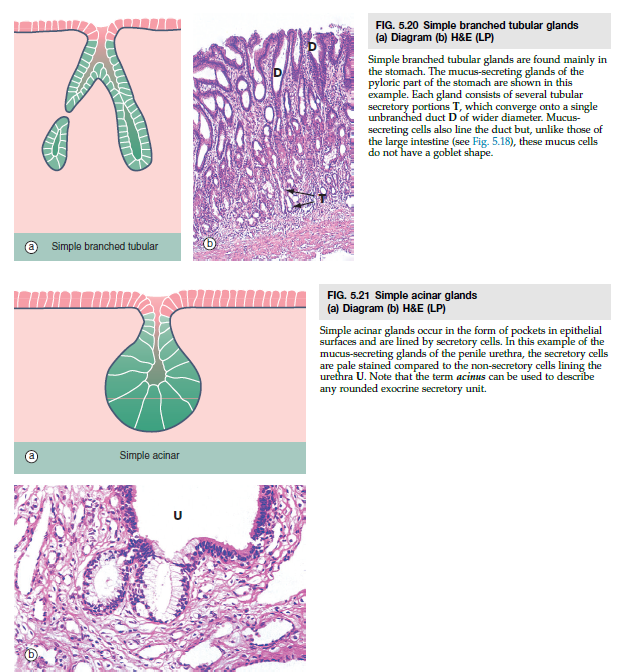 FIG. 5.20 Simple branched tubular glands
(a) Diagram (b) H&E (LP)
Simple branched tubular glands are found mainly in
the stomach. The mucus-secreting glands of the
pyloric part of the stomach are shown in this
example. Each gland consists of several tubular
secretory portions T, which converge onto a single
unbranched duct D of wider diameter. Mucus-
secreting cells also line the duct but, unlike those of
the large intestine (see Fig. 5.18), these mucus cells
do not have a goblet shape.
D
D
T
a Simple branched tubular
b
FIG. 5.21 Simple acinar glands
(a) Diagram (b) H&E (LP)
Simple acinar glands occur in the form of pockets in epithelial
surfaces and are lined by secretory cells. In this example of the
mucus-secreting glands of the penile urethra, the secretory cells
are pale stained compared to the non-secretory cells lining the
urethra U. Note that the term acinus can be used to describe
any rounded exocrine secretory unit.
a Simple acinar
U
b